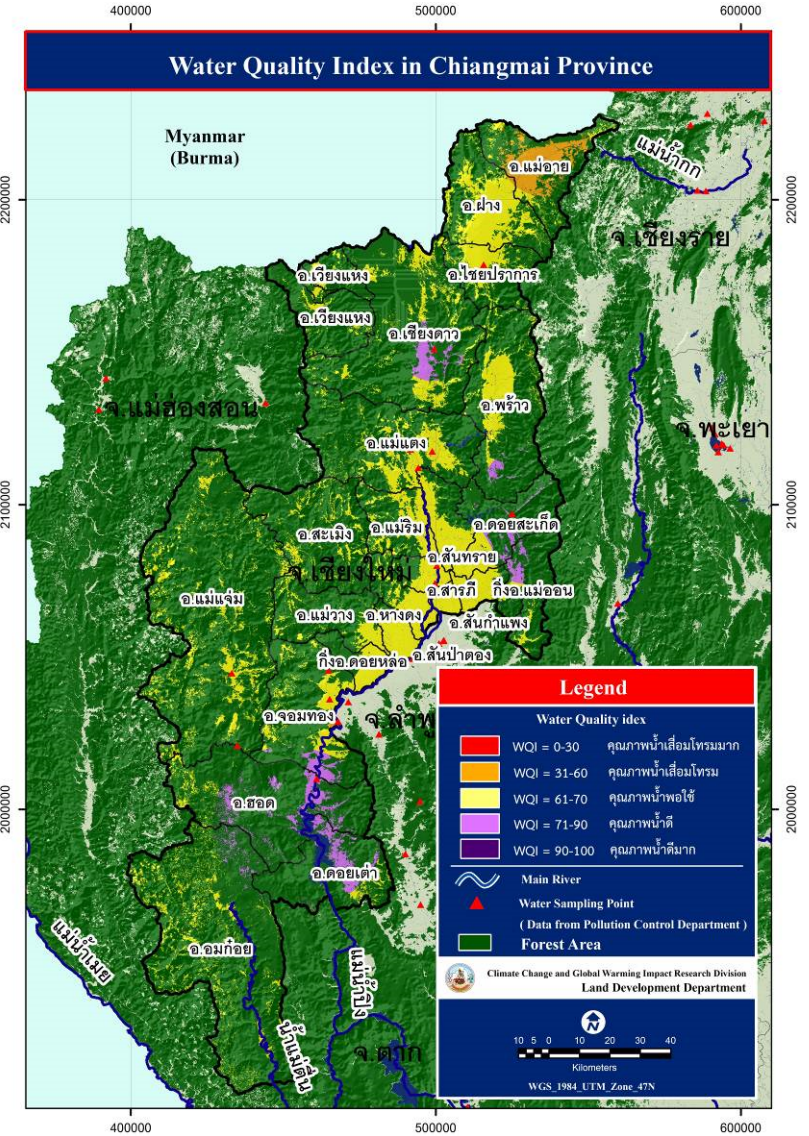 400000 500000 600000
Water Quality Index in Chiangmai Province
Myanmar
(Burma)
แม่น้ำกก
อ.แม่อาย
2200000 2200000
อ.ฝาง
จ.เชียงราย
อ.เวียงแหง
อ.ไชยปราการ
อ.เวียงแหง
อ.เชียงดาว
จ.แม่ฮ่องสอน
อ.พร้าว
จ.พะเยา
อ.แม่แตง
2100000 2100000
อ.สะเมิง
อ.แม่ริม
อ.ดอยสะเก็ด
อ.สันทราย
จ.เชียงใหม่
อ.แม่แจ่ม
อ.สารภี
กิ่งอ.แม่ออน
อ.แม่วาง
อ.หางดง
อ.สันกำแพง
กิ่งอ.ดอยหล่อ
อ.สันป่าตอง
อ.จอมทอง
จ.ลำพู
2000000 2000000
อ.ฮอด
อ.ดอยเต่า
อ.อมก๋อย
แม่น้ำเมย
แม่น้ำปิง
น้ำแม่ตื่น
จ.ตาก
Legend
Water Quality idex
WQI = 0-30 คุณภาพน้ำเสื่อมโทรมมาก
WQI = 31-60 คุณภาพน้ำเสื่อมโทรม
WQI = 61-70 คุณภาพน้ำพอใช้
WQI = 71-90 คุณภาพน้ำดี
WQI = 90-100 คุณภาพน้ำดีมาก
Main River
Water Sampling Point
( Data from Pollution Control Department )
Forest Area
Climate Change and Global Warming Impact Research Division
Land Development Department
N
10 5 0 10 20 30 40
Kilometers
WGS_1984_UTM_Zone_47N
400000 500000 600000